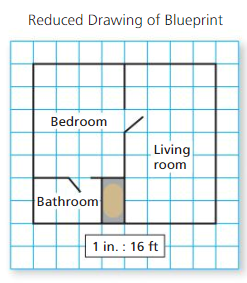 Reduced Drawing of Blueprint
Bedroom
Living
room
Bathroom
1 in. : 16 ft